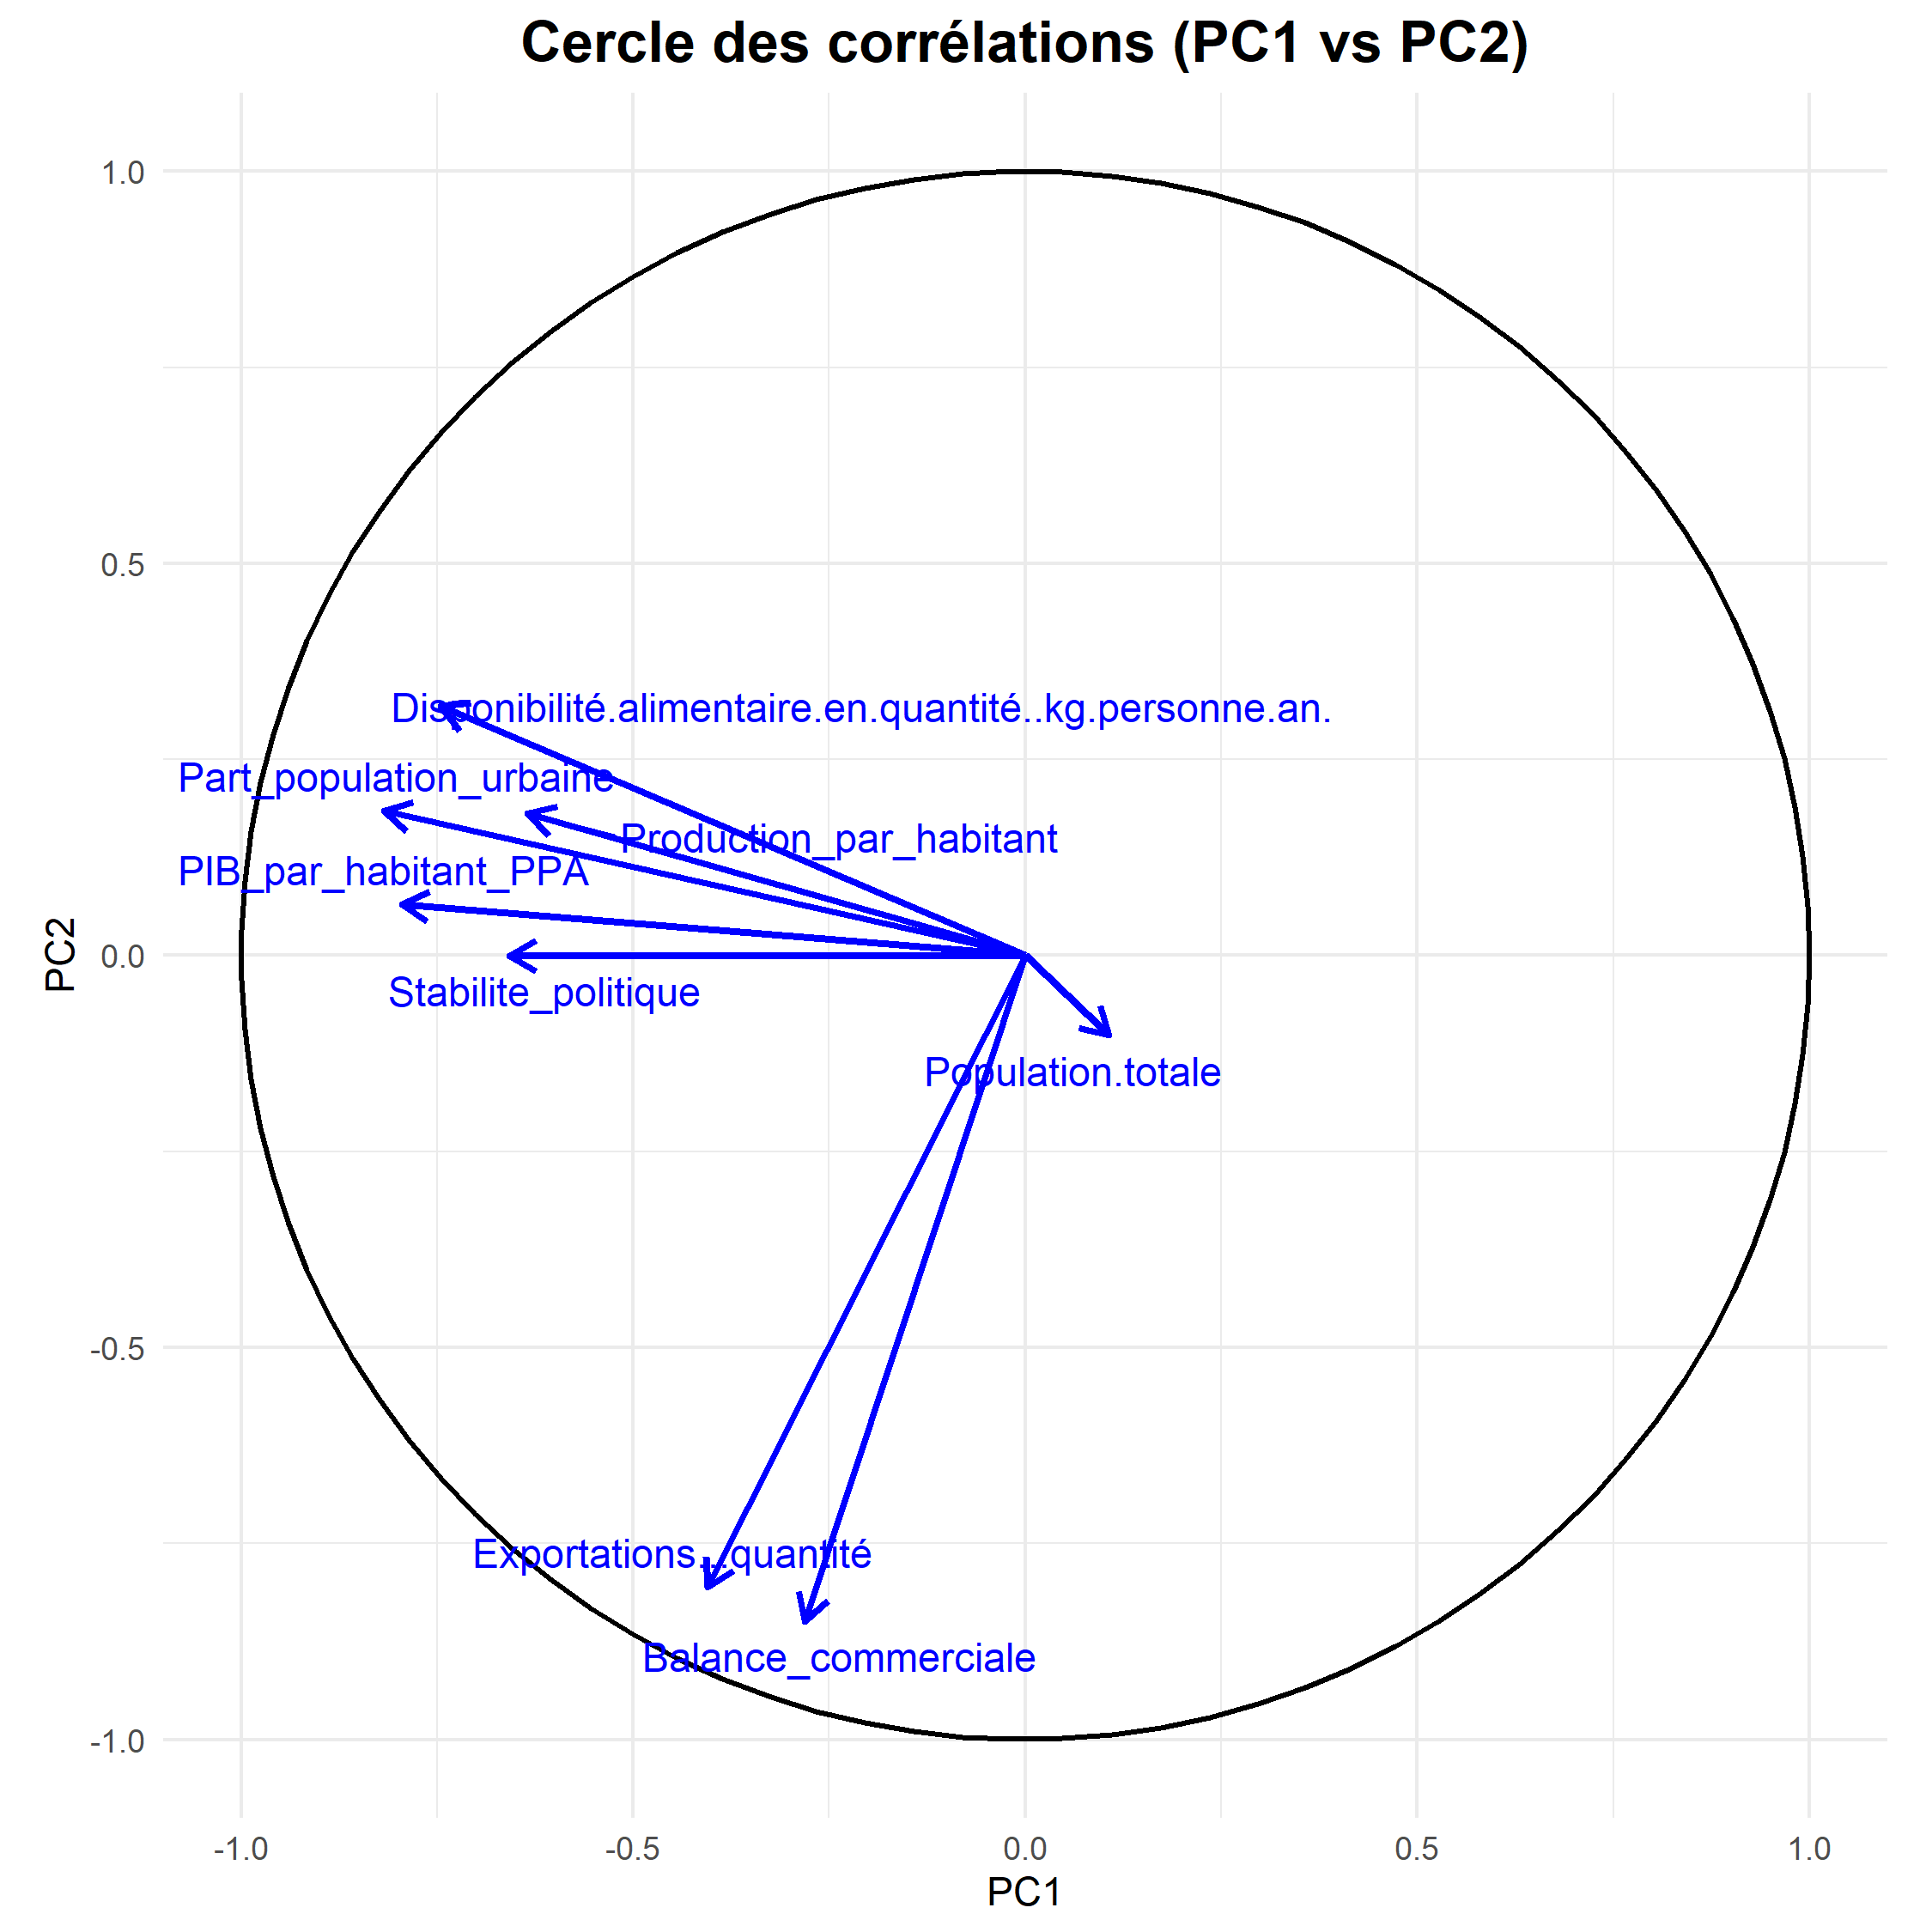 Cercle des corrélations (PC1 vs PC2)
1.0
0.5
Disponibilité.alimentaire.en.quantité..kg.personne.an.
Part_population_urbaine
Production_par_habitant
PIB_par_habitant_PPA
PC2
0.0
Stabilite_politique
Population.totale
-0.5
Exportations...quantité
Balance_commerciale
-1.0
-1.0 -0.5 0.0 0.5 1.0
PC1